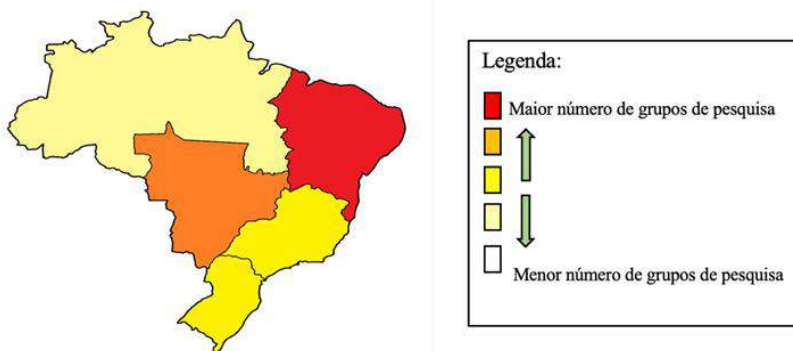 Legenda:
Maior número de grupos de pesquisa
Menor número de grupos de pesquisa